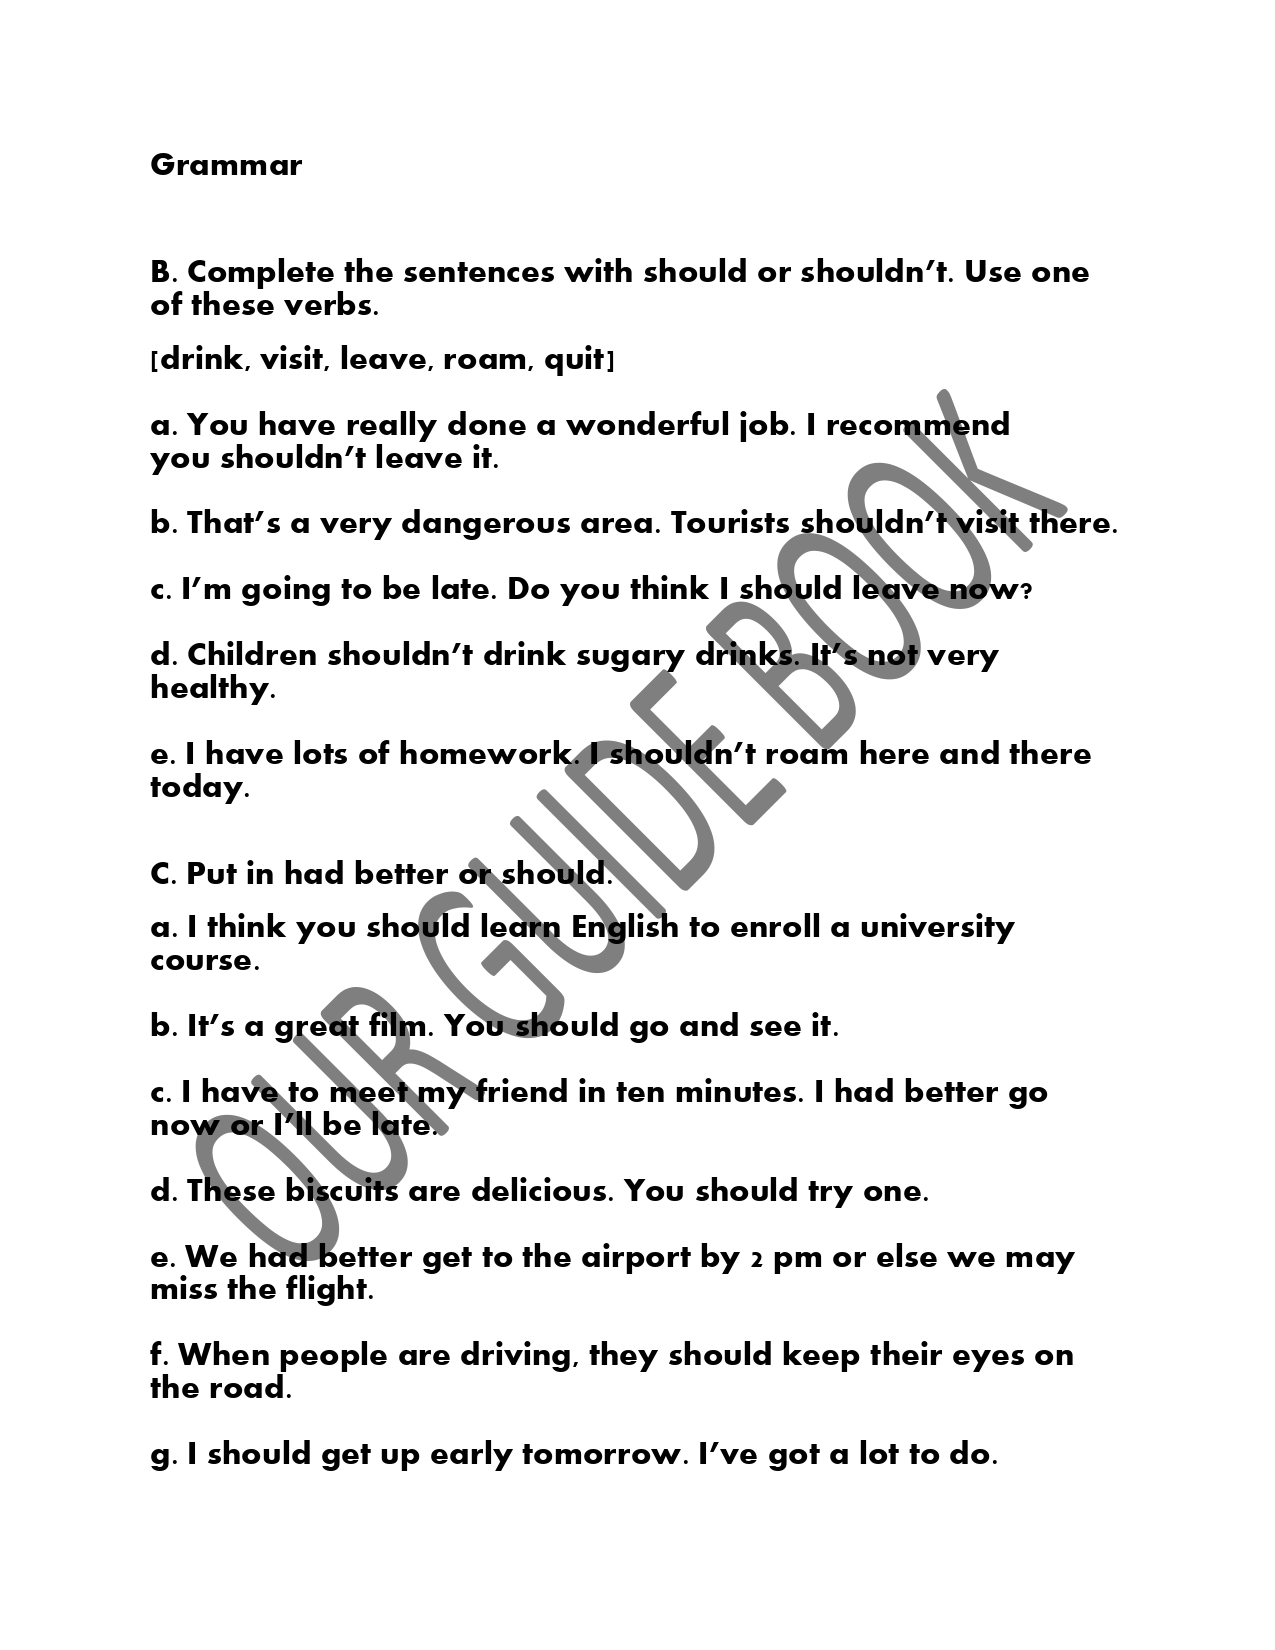 Grammar
B. Complete the sentences with should or shouldn’t. Use one
of these verbs.
[drink, visit, leave, roam, quit]
a. You have really done a wonderful job. I recommend
you shouldn’t leave it.
b. That’s a very dangerous area. Tourists shouldn’t visit there.
c. I’m going to be late. Do you think I should leave now?
d. Children shouldn’t drink sugary drinks. It’s not very
healthy.
e. I have lots of homework. I shouldn’t roam here and there
today.
C. Put in had better or should.
a. I think you should learn English to enroll a university
course.
b. It’s a great film. You should go and see it.
c. I have to meet my friend in ten minutes. I had better go
now or I’ll be late.
d. These biscuits are delicious. You should try one.
e. We had better get to the airport by 2 pm or else we may
miss the flight.
f. When people are driving, they should keep their eyes on
the road.
g. I should get up early tomorrow. I’ve got a lot to do.
OUR GUIDE BOOK